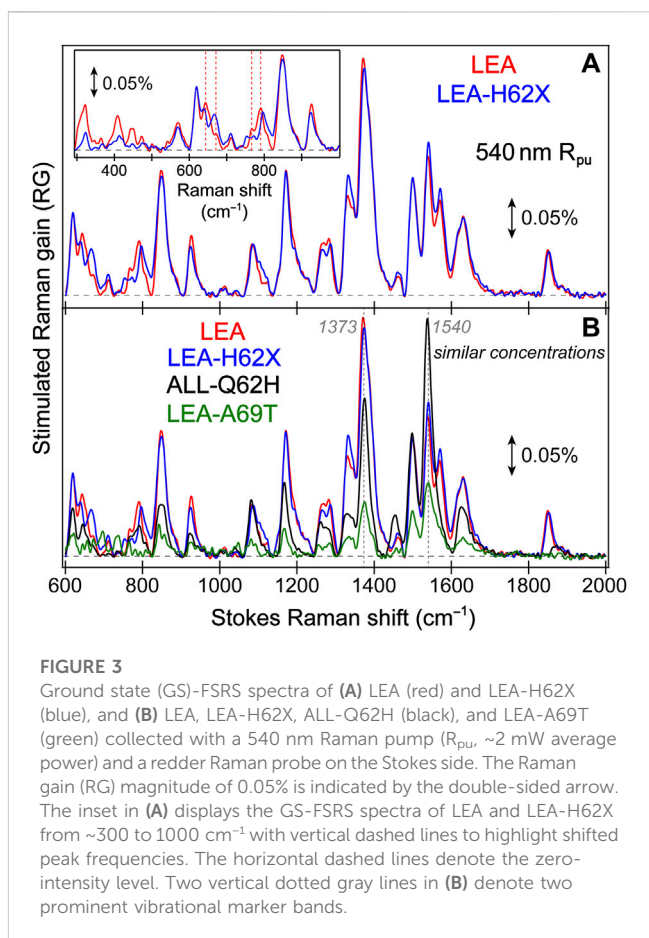 0.05%
400 600 800
Raman shift
(cm⁻¹)
A
LEA
LEA-H62X
540 nm Rpu
0.05%
Stimulated Raman gain (RG)
LEA
LEA-H62X
ALL-Q62H
LEA-A69T
1373
1540
B
similar concentrations
0.05%
600 800 1000 1200 1400 1600 1800 2000
Stokes Raman shift (cm⁻¹)
FIGURE 3
Ground state (GS)-FSRS spectra of (A) LEA (red) and LEA-H62X
(blue), and (B) LEA, LEA-H62X, ALL-Q62H (black), and LEA-A69T
(green) collected with a 540 nm Raman pump (Rpu, ~2 mW average
power) and a redder Raman probe on the Stokes side. The Raman
gain (RG) magnitude of 0.05% is indicated by the double-sided arrow.
The inset in (A) displays the GS-FSRS spectra of LEA and LEA-H62X
from ~300 to 1000 cm⁻¹ with vertical dashed lines to highlight shifted
peak frequencies. The horizontal dashed lines denote the zero-
intensity level. Two vertical dotted gray lines in (B) denote two
prominent vibrational marker bands.